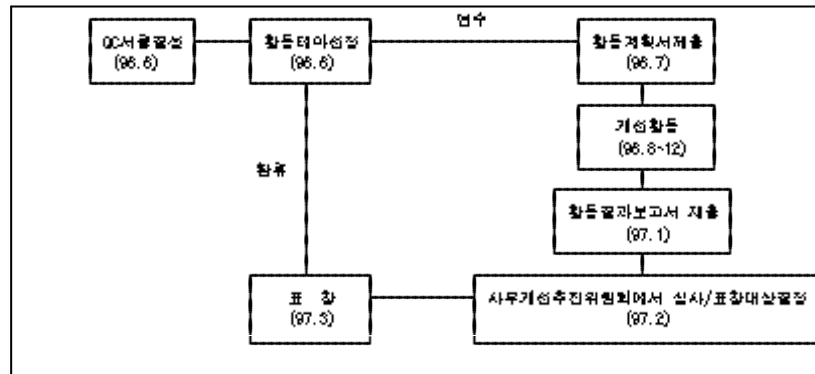 연수
QC서클결성
(96.6)
활동테마선정
(96.6)
활동계획서제출
(96.7)
개선활동
(96.8~12)
환류
활동결과보고서 제출
(97.1)
표 창
(97.3)
사무개선추진위원회에서 심사/표창대상결정
(97.2)